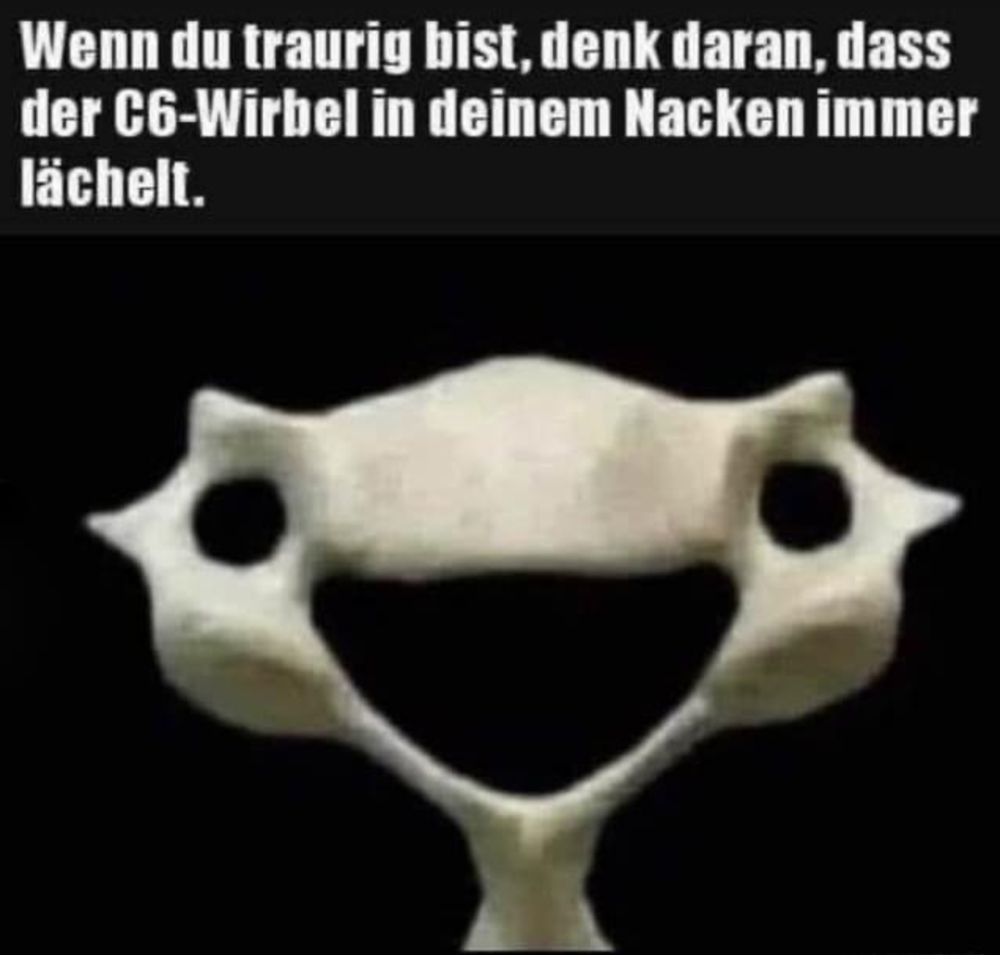 Wenn du traurig bist, denk daran, dass
der C6-Wirbel in deinem Nacken immer
lächelt.